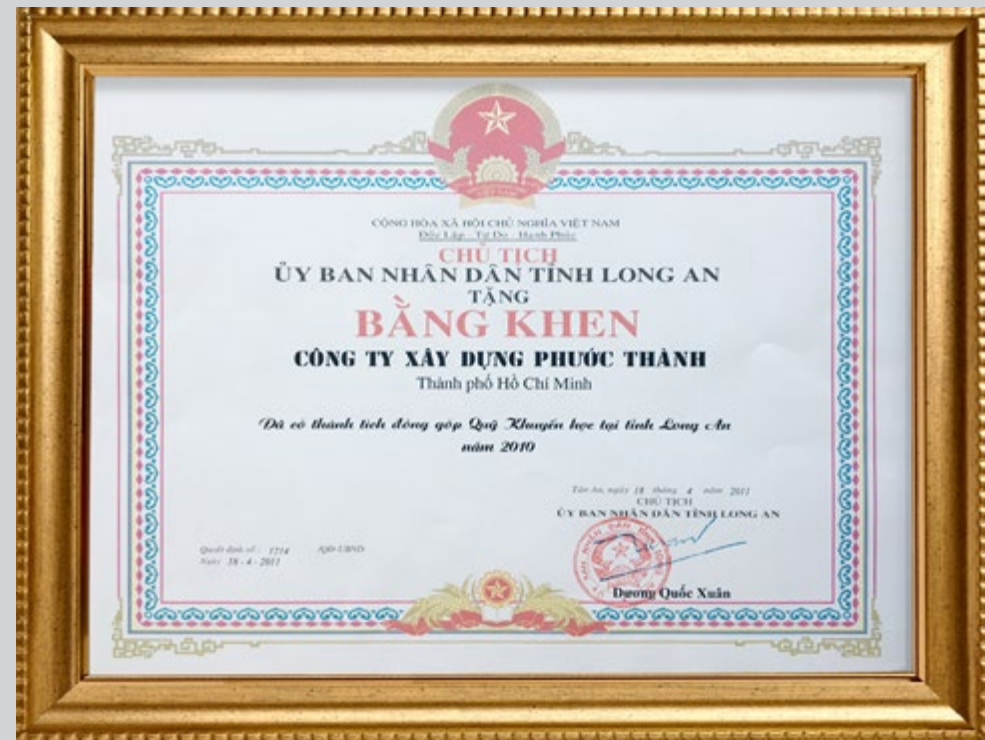 VIỆT NAM
CỘNG HÒA XÃ HỘI CHỦ NGHĨA VIỆT NAM
Độc Lập - Tự Do - Hạnh Phúc
CHỦ TỊCH
ỦY BAN NHÂN DÂN TỈNH LONG AN
TẶNG
BẰNG KHEN
CÔNG TY XÂY DỰNG PHƯỚC THÀNH
Thành phố Hồ Chí Minh
Đã có thành tích đóng góp Quỹ Khuyến học tại tỉnh Long An
năm 2010
Tân An, ngày 18 tháng 4 năm 2011
CHỦ TỊCH
ỦY BAN NHÂN DÂN TỈNH LONG AN
Quyết định số : 1214 /QĐ-UBND
Ngày 18 - 4 - 2011
Dương Quốc Xuân